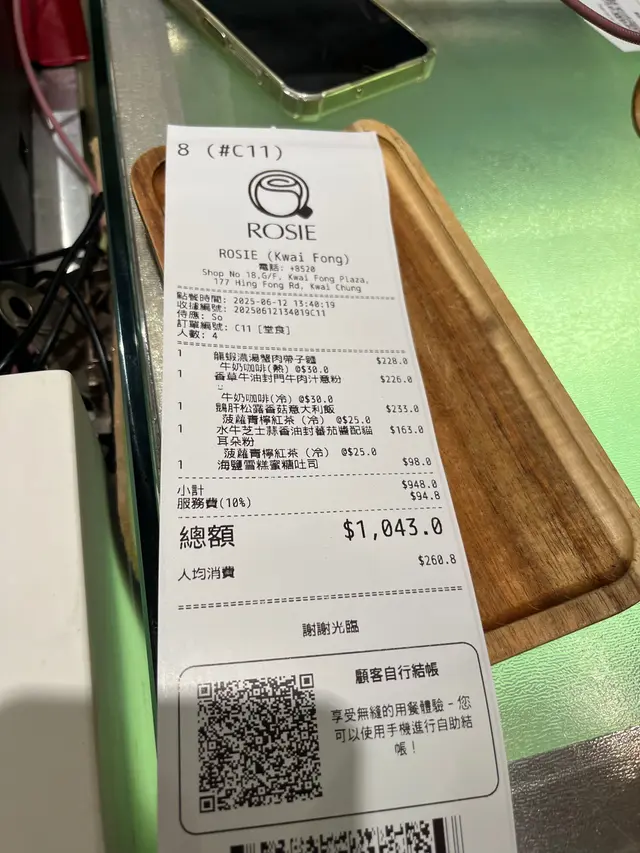 8 (#C11)
ROSIE
ROSIE (Kwai Fong)
電話: +8520
Shop No 18,G/F, Kwai Fong Plaza,
177 Hing Fong Rd, Kwai Chung
點餐時間: 2025-06-12 13:40:19
收據編號: 20250612134019C11
侍應: So
訂單編號: C11 [堂食]
人數: 4
1 龍蝦濃湯蟹肉帶子麵 $228.0
牛奶咖啡(熱) @$30.0
1 香草牛油封門牛肉汁意粉 $226.0
牛奶咖啡(冷) @$30.0
1 鵝肝松露香菇意大利飯 $233.0
菠蘿青檸紅茶 (冷) @$25.0
1 水牛芝士蒜香油封蕃茄醬配貓 $163.0
耳朵粉
菠蘿青檸紅茶 (冷) @$25.0
1 海鹽雪糕蜜糖吐司 $98.0
小計 $948.0
服務費(10%) $94.8
總額 $1,043.0
人均消費 $260.8
謝謝光臨
顧客自行結帳
享受無縫的用餐體驗 - 您
可以使用手機進行自助結
帳!